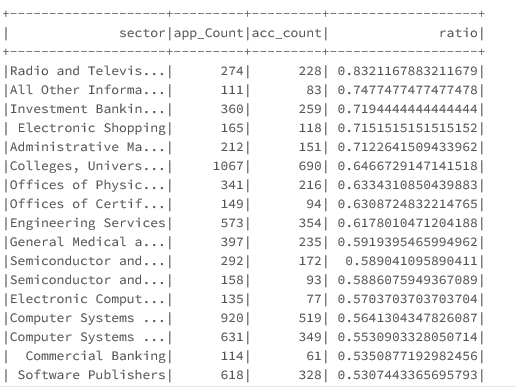 +--------------------+---------+---------+------------------+
|              sector|app_Count|acc_count|             ratio|
+--------------------+---------+---------+------------------+
|Radio and Televis...|      274|      228|0.8321167883211679|
|All Other Informa...|      111|       83|0.7477477477477478|
|Investment Bankin...|      360|      259|0.7194444444444444|
| Electronic Shopping|      165|      118|0.7151515151515152|
|Administrative Ma...|      212|      151|0.7122641509433962|
|Colleges, Univers...|     1067|      690|0.6466729147141518|
|Offices of Physic...|      341|      216|0.6334310850439883|
|Offices of Certif...|      149|       94|0.6308724832214765|
|Engineering Services|      573|      354|0.6178010471204188|
|General Medical a...|      397|      235|0.5919395465994962|
|Semiconductor and...|      292|      172| 0.589041095890411|
|Semiconductor and...|      158|       93|0.5886075949367089|
|Electronic Comput...|      135|       77|0.5703703703703704|
|Computer Systems ...|      920|      519|0.5641304347826087|
|Computer Systems ...|      631|      349|0.5530903328050714|
|  Commercial Banking|      114|       61|0.5350877192982456|
| Software Publishers|      618|      328|0.5307443365695793|